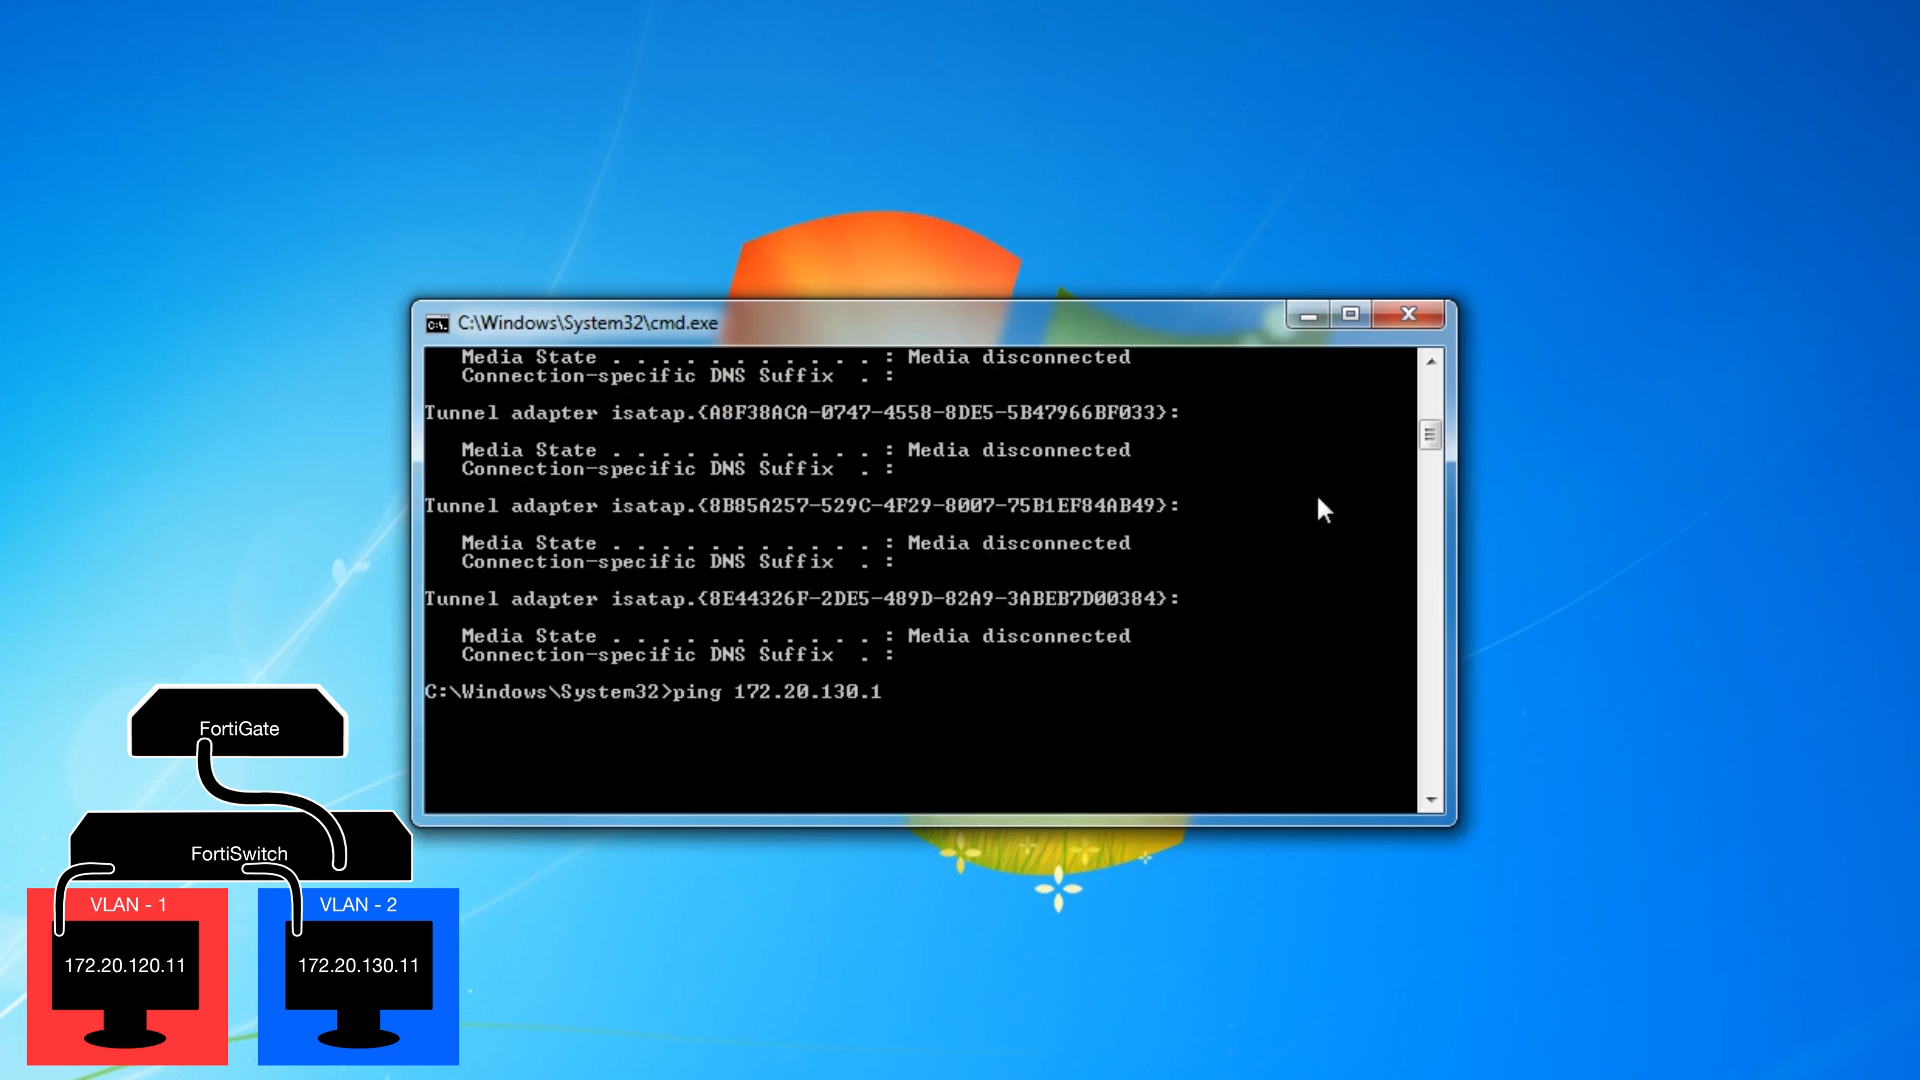 C:\Windows\System32\cmd.exe
Media State . . . . . . . . . . . : Media disconnected
Connection-specific DNS Suffix  . :
Tunnel adapter isatap.{A8F38ACA-0747-4558-8DE5-5B47966BF033}:
Media State . . . . . . . . . . . : Media disconnected
Connection-specific DNS Suffix  . :
Tunnel adapter isatap.{8B85A257-529C-4F29-8007-75B1EF84AB49}:
Media State . . . . . . . . . . . : Media disconnected
Connection-specific DNS Suffix  . :
Tunnel adapter isatap.{8E44326F-2DE5-489D-82A9-3ABEB7D00384}:
Media State . . . . . . . . . . . : Media disconnected
Connection-specific DNS Suffix  . :
C:\Windows\System32>ping 172.20.130.1
FortiGate
FortiSwitch
VLAN - 1
VLAN - 2
172.20.120.11
172.20.130.11